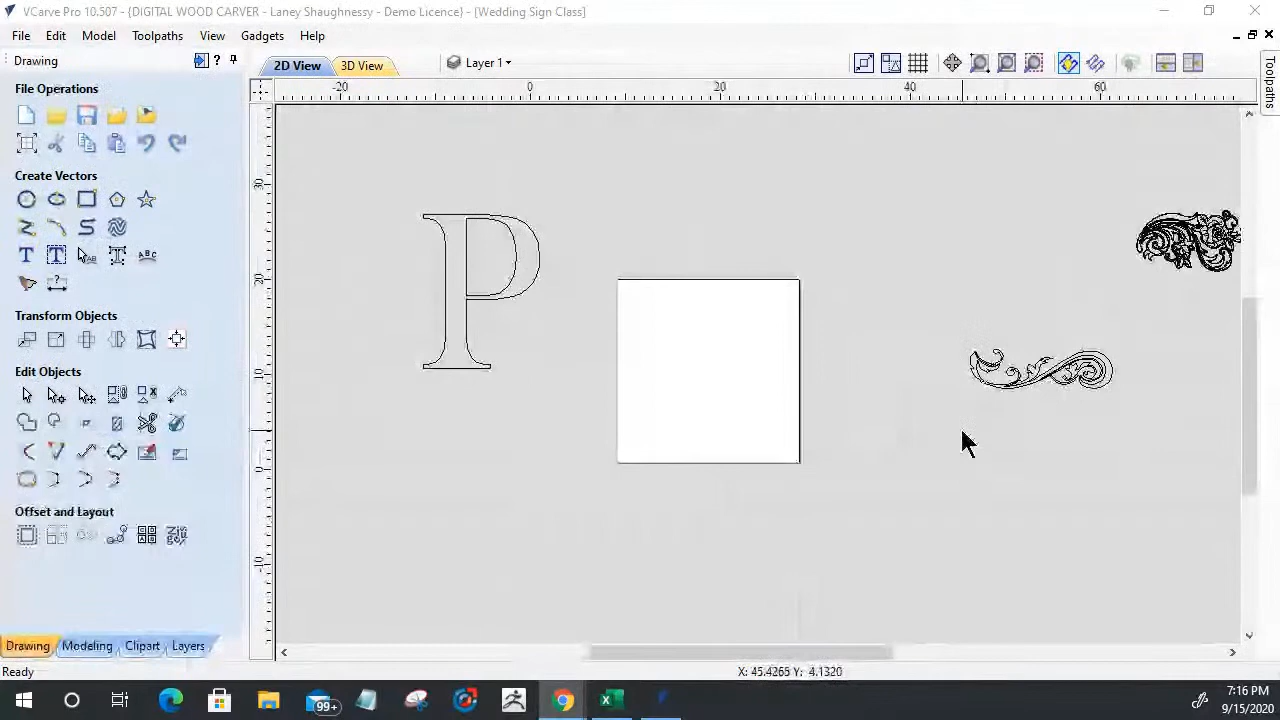 VCarve Pro 10.507 - {DIGITAL WOOD CARVER - Laney Shaughnessy - Demo Licence} - [Wedding Sign Class]
File Edit Model Toolpaths View Gadgets Help
Drawing
2D View 3D View Layer 1
File Operations
-20 0 20 40 60
Create Vectors
Transform Objects
Edit Objects
Offset and Layout
30
20
10
0
-10
P
Toolpaths
Drawing Modeling Clipart Layers
Ready X: 45.4265 Y: 4.1320
99+
7:16 PM
9/15/2020